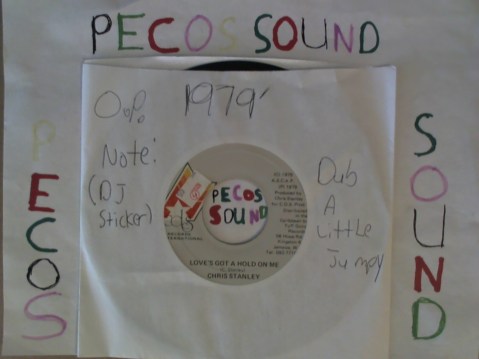 PECOS SOUND
O.P. 1979'
Note:
(DJ
Sticker)
Dub
A
Little
Jumpy
PECOS
SOUND
PECOS
SOUND
LOVE'S GOT A HOLD ON ME
CHRIS STANLEY